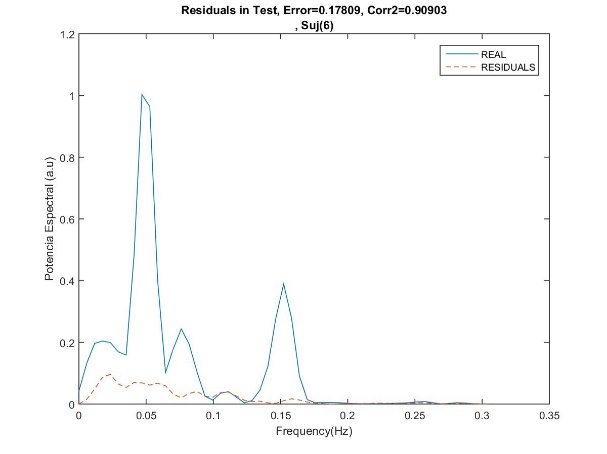 Residuals in Test, Error=0.17809, Corr2=0.90903
, Suj(6)
REAL
RESIDUALS
1.2
1
0.8
0.6
0.4
0.2
0
Potencia Espectral (a.u)
0 0.05 0.1 0.15 0.2 0.25 0.3 0.35
Frequency(Hz)